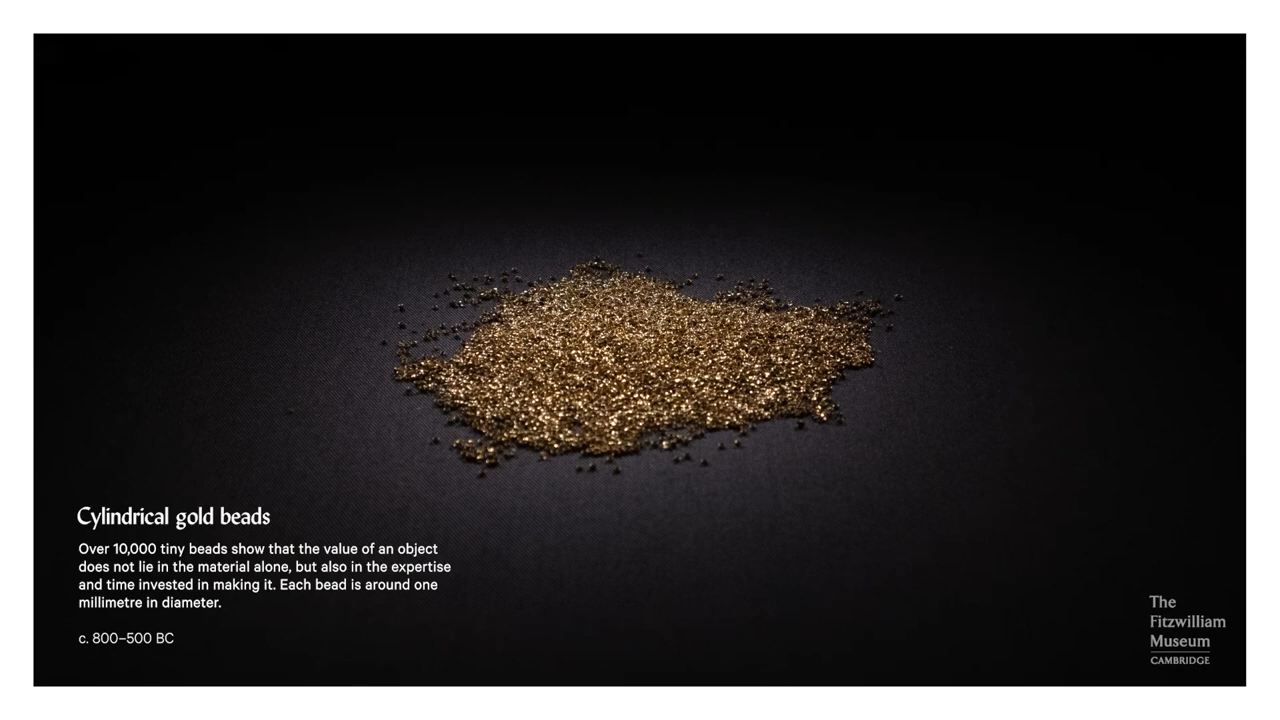 Cylindrical gold beads
Over 10,000 tiny beads show that the value of an object
does not lie in the material alone, but also in the expertise
and time invested in making it. Each bead is around one
millimetre in diameter.
c. 800–500 BC
The
Fitzwilliam
Museum
CAMBRIDGE